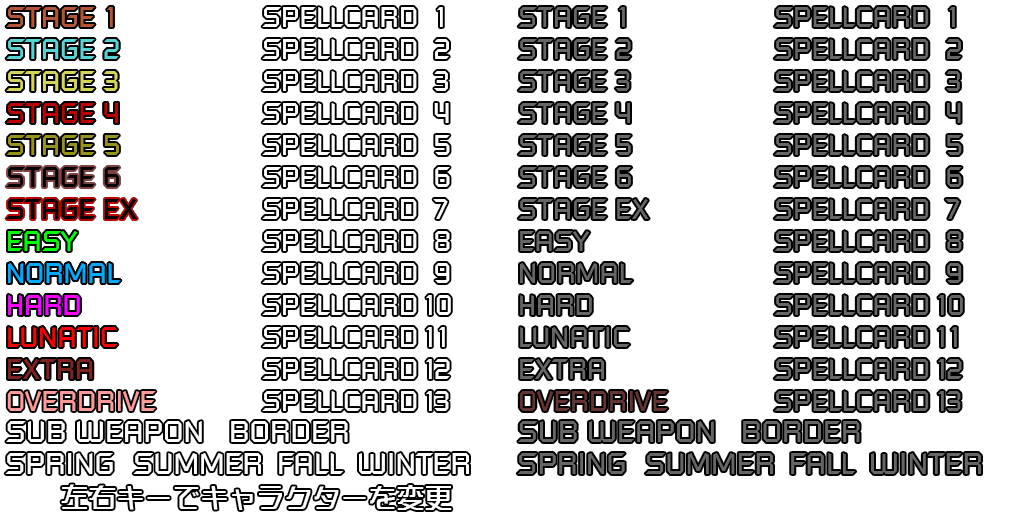 STAGE 1 SPELLCARD 1 STAGE 1 SPELLCARD 1
STAGE 2 SPELLCARD 2 STAGE 2 SPELLCARD 2
STAGE 3 SPELLCARD 3 STAGE 3 SPELLCARD 3
STAGE 4 SPELLCARD 4 STAGE 4 SPELLCARD 4
STAGE 5 SPELLCARD 5 STAGE 5 SPELLCARD 5
STAGE 6 SPELLCARD 6 STAGE 6 SPELLCARD 6
STAGE EX SPELLCARD 7 STAGE EX SPELLCARD 7
EASY SPELLCARD 8 EASY SPELLCARD 8
NORMAL SPELLCARD 9 NORMAL SPELLCARD 9
HARD SPELLCARD 10 HARD SPELLCARD 10
LUNATIC SPELLCARD 11 LUNATIC SPELLCARD 11
EXTRA SPELLCARD 12 EXTRA SPELLCARD 12
OVERDRIVE SPELLCARD 13 OVERDRIVE SPELLCARD 13
SUB WEAPON BORDER SUB WEAPON BORDER
SPRING SUMMER FALL WINTER SPRING SUMMER FALL WINTER
左右キーでキャラクターを変更